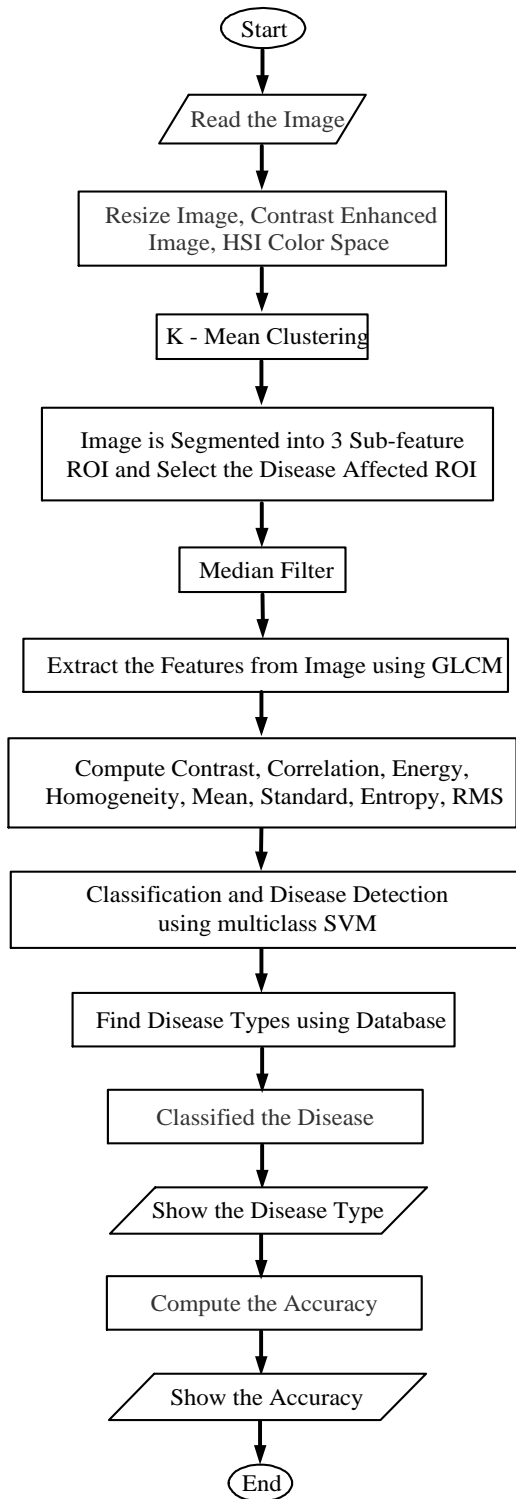 Start
Read the Image
Resize Image, Contrast Enhanced
Image, HSI Color Space
K - Mean Clustering
Image is Segmented into 3 Sub-feature
ROI and Select the Disease Affected ROI
Median Filter
Extract the Features from Image using GLCM
Compute Contrast, Correlation, Energy,
Homogeneity, Mean, Standard, Entropy, RMS
Classification and Disease Detection
using multiclass SVM
Find Disease Types using Database
Classified the Disease
Show the Disease Type
Compute the Accuracy
Show the Accuracy
End